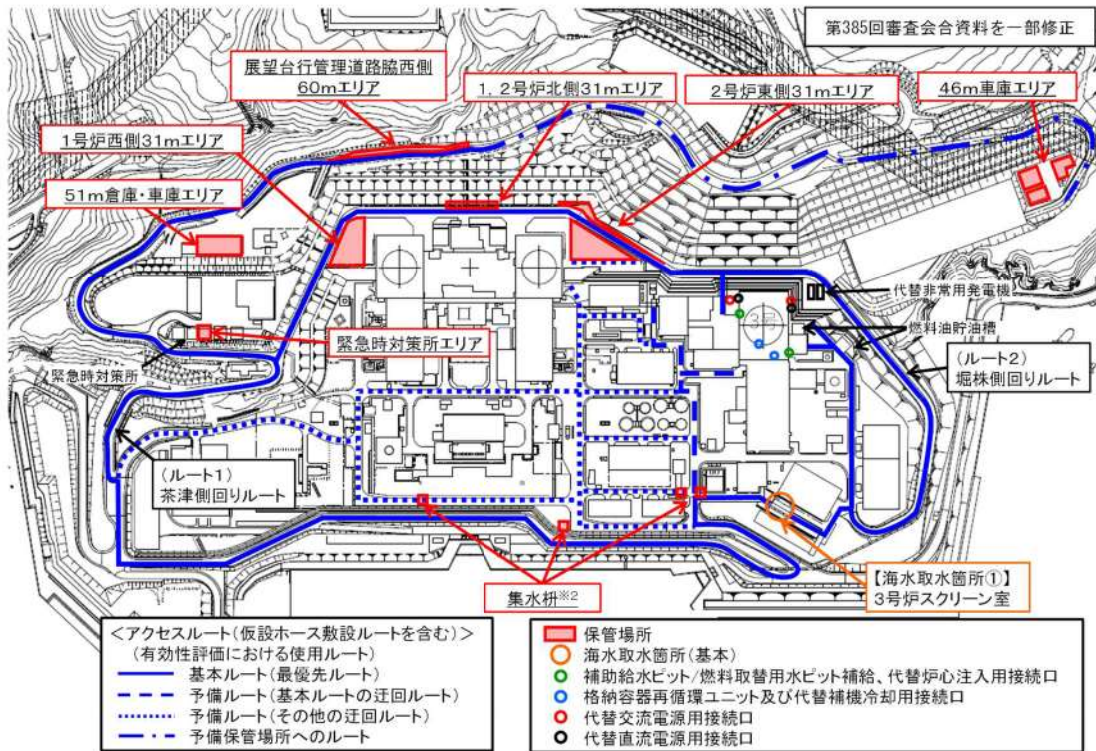 第385回審査会合資料を一部修正
展望台行管理道路脇西側
60mエリア
1, 2号炉北側31mエリア
2号炉東側31mエリア
46m車庫エリア
1号炉西側31mエリア
51m倉庫・車庫エリア
代替非常用発電機
3号
燃料油貯油槽
緊急時対策所エリア
緊急時対策所
(ルート2)
堀株側回りルート
(ルート1)
茶津側回りルート
集水枡※2
【海水取水箇所①】
3号炉スクリーン室
<アクセスルート(仮設ホース敷設ルートを含む)>
(有効性評価における使用ルート)
基本ルート(最優先ルート)
予備ルート(基本ルートの迂回ルート)
予備ルート(その他の迂回ルート)
予備保管場所へのルート
保管場所
海水取水箇所(基本)
補助給水ピット/燃料取替用水ピット補給、代替炉心注入用接続口
格納容器再循環ユニット及び代替補機冷却用接続口
代替交流電源用接続口
代替直流電源用接続口